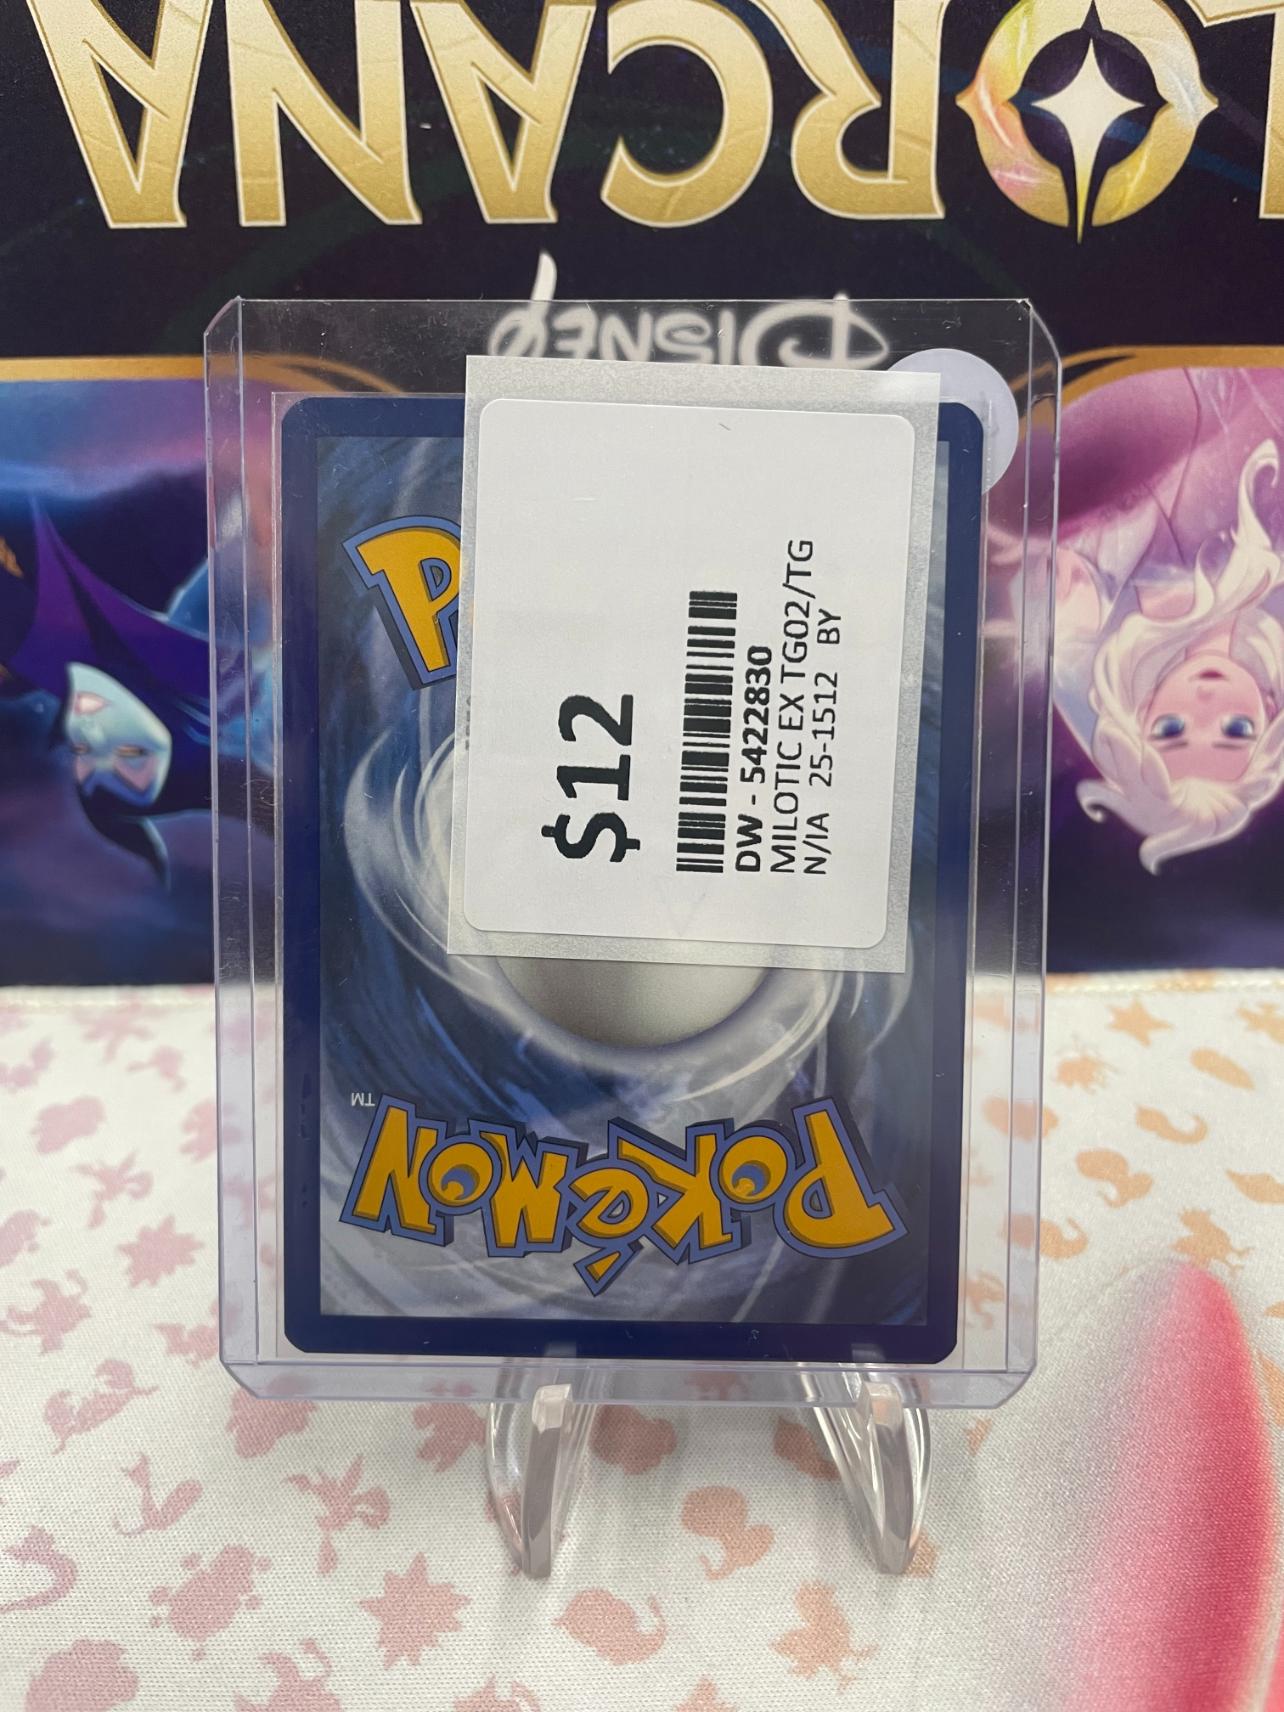 LORCANA
DISNEY
P
$12
DW - 5422830
MILOTIC EX TG02/TG
N/IA 25-1512 BY
POKéMON
TM